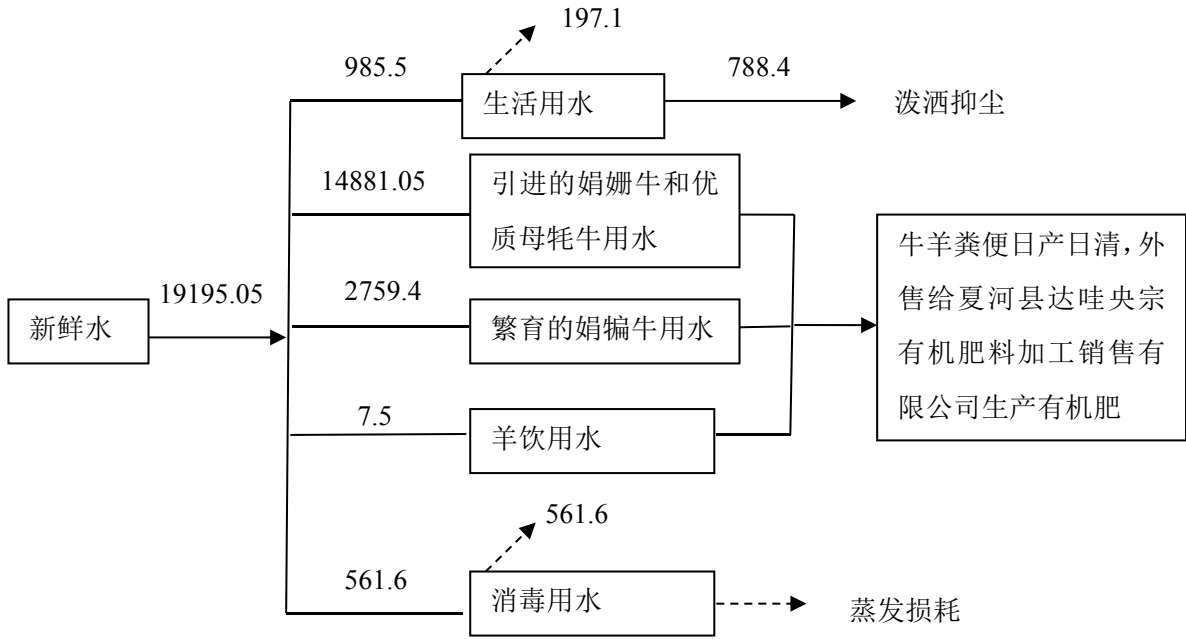 197.1
985.5
生活用水
788.4
泼洒抑尘
14881.05
引进的娟姗牛和优
质母牦牛用水
新鲜水
19195.05
2759.4
繁育的娟犏牛用水
牛羊粪便日产日清,外
售给夏河县达哇央宗
有机肥料加工销售有
限公司生产有机肥
7.5
羊饮用水
561.6
561.6
消毒用水
蒸发损耗